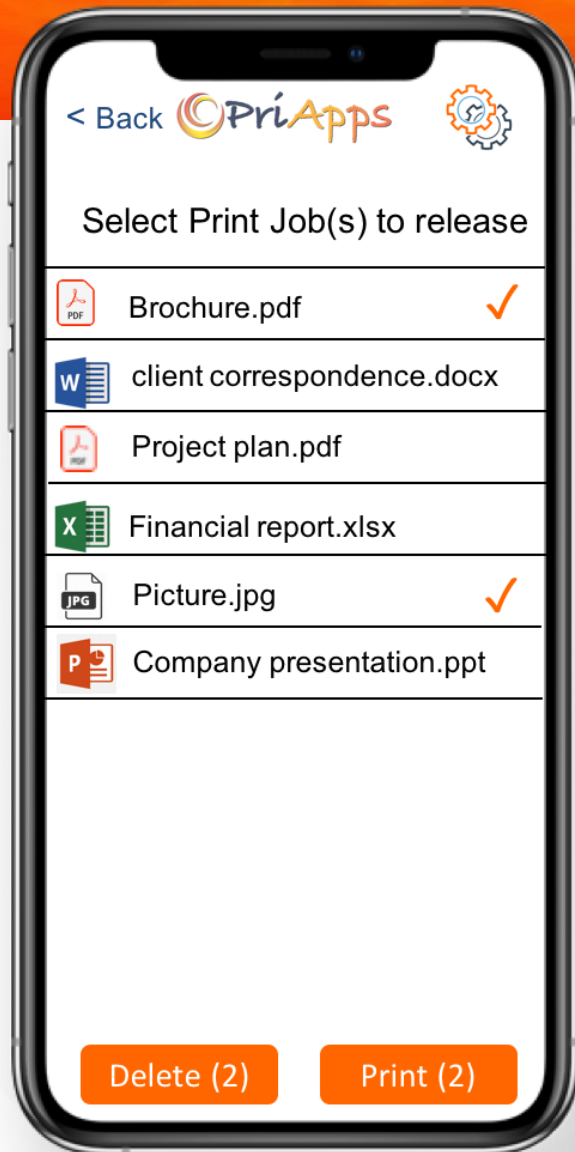 < Back PriApps
Select Print Job(s) to release
PDF Brochure.pdf ✓
W client correspondence.docx
PDF Project plan.pdf
X Financial report.xlsx
JPG Picture.jpg ✓
P Company presentation.ppt
Delete (2) Print (2)